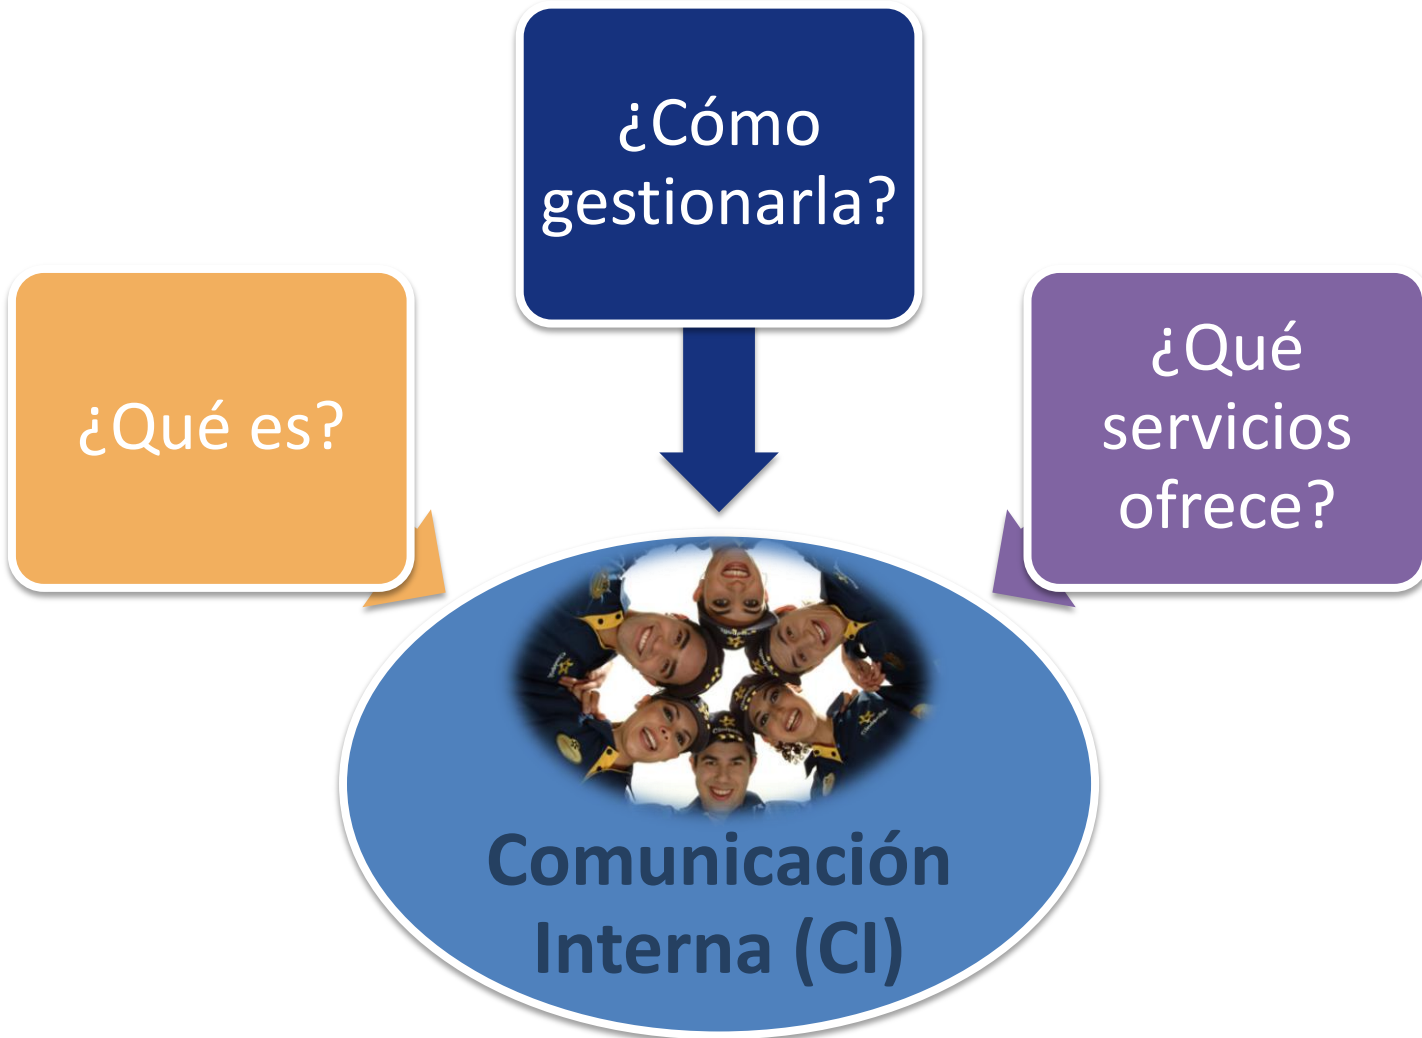 ¿Cómo
gestionarla?
¿Qué es?
¿Qué
servicios
ofrece?
Comunicación
Interna (CI)